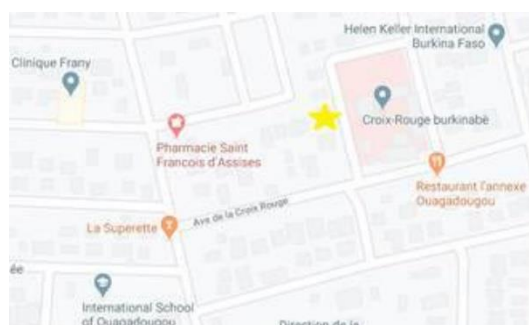 Helen Keller International
Burkina Faso
Clinique Frany
Croix-Rouge burkinabè
Pharmacie Saint
Francois d'Assises
Restaurant l'annexe
Ouagadougou
Ave de la Croix Rouge
La Superette
ée
International School
of Ouagadougou
Direction de la